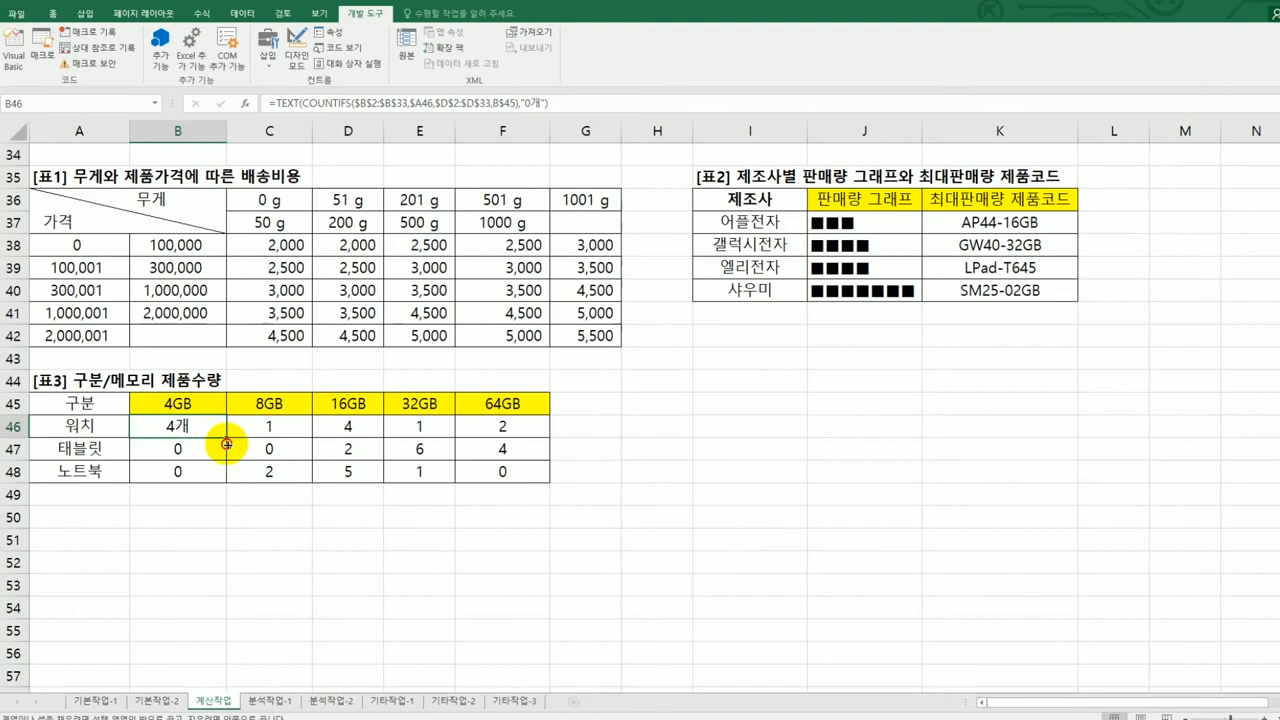 파일 홈 삽입 페이지 레이아웃 수식 데이터 검토 보기 개발 도구 수행할 작업을 알려 주세요.
Visual Basic 매크로 매크로 기록 상대 참조로 기록 매크로 보안 추가 기능 Excel 추가 기능 COM 추가 기능 삽입 디자인 모드 속성 코드 보기 대화 상자 실행 원본 맵 속성 확장 팩 데이터 새로 고침 가져오기 내보내기
코드 추가 기능 컨트롤 XML
B46 fx =TEXT(COUNTIFS($B$2:$B$33,$A46,$D$2:$D$33,B$45),"0개")
A B C D E F G H I J K L M N
34
35 [표1] 무게와 제품가격에 따른 배송비용 [표2] 제조사별 판매량 그래프와 최대판매량 제품코드
36 무게 0 g 51 g 201 g 501 g 1001 g 제조사 판매량 그래프 최대판매량 제품코드
37 가격 50 g 200 g 500 g 1000 g 어플전자 ■■■ AP44-16GB
38 0 100,000 2,000 2,000 2,500 2,500 3,000 갤럭시전자 ■■■■ GW40-32GB
39 100,001 300,000 2,500 2,500 3,000 3,000 3,500 엘리전자 ■■■■ LPad-T645
40 300,001 1,000,000 3,000 3,000 3,500 3,500 4,500 샤우미 ■■■■■■■ SM25-02GB
41 1,000,001 2,000,000 3,500 3,500 4,500 4,500 5,000
42 2,000,001 4,500 4,500 5,000 5,000 5,500
43
44 [표3] 구분/메모리 제품수량
45 구분 4GB 8GB 16GB 32GB 64GB
46 워치 4개 1 4 1 2
47 태블릿 0 0 2 6 4
48 노트북 0 2 5 1 0
49
50
51
52
53
54
55
56
57
기본작업-1 기본작업-2 계산작업 분석작업-1 분석작업-2 기타작업-1 기타작업-2 기타작업-3